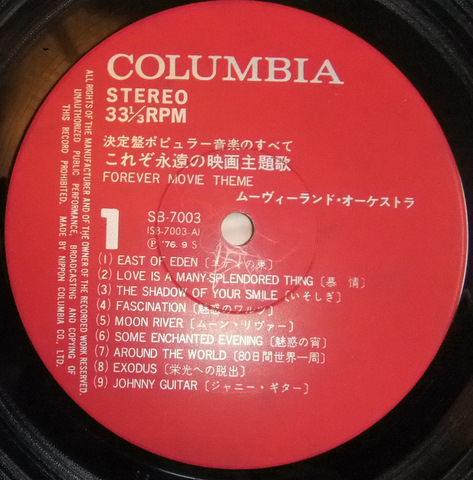 COLUMBIA
STEREO
33⅓RPM
決定盤ポピュラー音楽のすべて
これぞ永遠の映画主題歌
FOREVER MOVIE THEME
ムーヴィーランド・オーケストラ
1
SB-7003
(SB-7003-A)
Ⓟ '76. 9 S
(1) EAST OF EDEN〔エデンの東〕
(2) LOVE IS A MANY-SPLENDORED THING〔慕 情〕
(3) THE SHADOW OF YOUR SMILE〔いそしぎ〕
(4) FASCINATION〔魅惑のワルツ〕
(5) MOON RIVER〔ムーン・リヴァー〕
(6) SOME ENCHANTED EVENING〔魅惑の宵〕
(7) AROUND THE WORLD〔80日間世界一周〕
(8) EXODUS〔栄光への脱出〕
(9) JOHNNY GUITAR〔ジャニー・ギター〕
ALL RIGHTS OF THE MANUFACTURER AND OF THE OWNER OF THE RECORDED WORK RESERVED.
UNAUTHORIZED PUBLIC PERFORMANCE, BROADCASTING AND COPYING OF
THIS RECORD PROHIBITED. MADE BY NIPPON COLUMBIA CO., LTD.